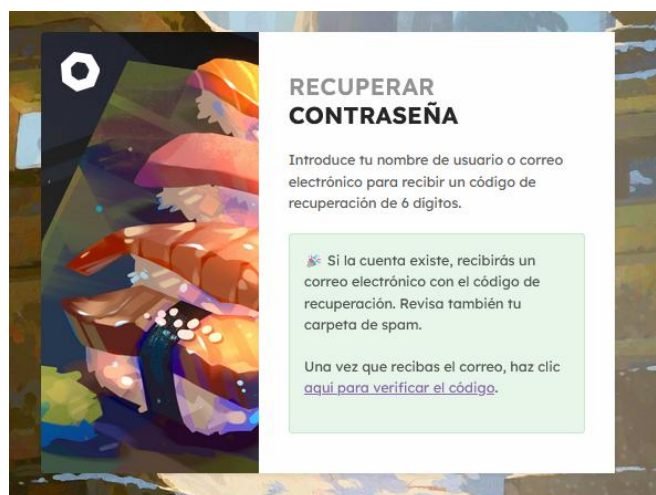 RECUPERAR
CONTRASEÑA
Introduce tu nombre de usuario o correo
electrónico para recibir un código de
recuperación de 6 dígitos.
🎉 Si la cuenta existe, recibirás un
correo electrónico con el código de
recuperación. Revisa también tu
carpeta de spam.
Una vez que recibas el correo, haz clic
aquí para verificar el código.